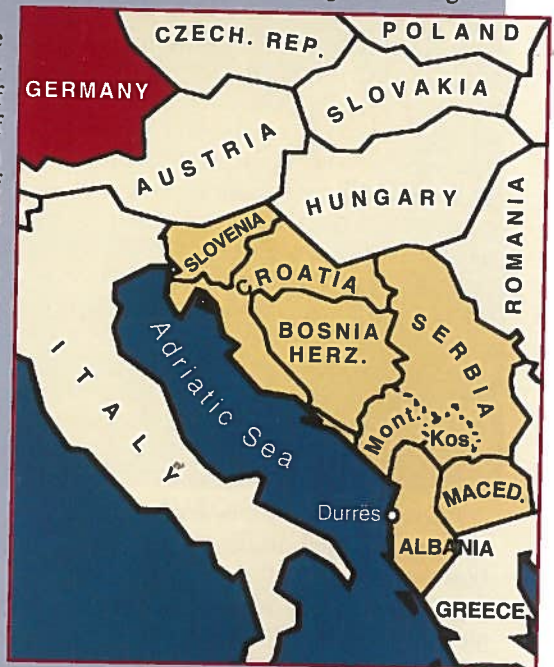 CZECH. REP.
POLAND
GERMANY
SLOVAKIA
AUSTRIA
HUNGARY
ROMANIA
SLOVENIA
CROATIA
BOSNIA
HERZ.
SERBIA
ITALY
Adriatic Sea
Mont.
Kos.
MACED.
Durrës
ALBANIA
GREECE